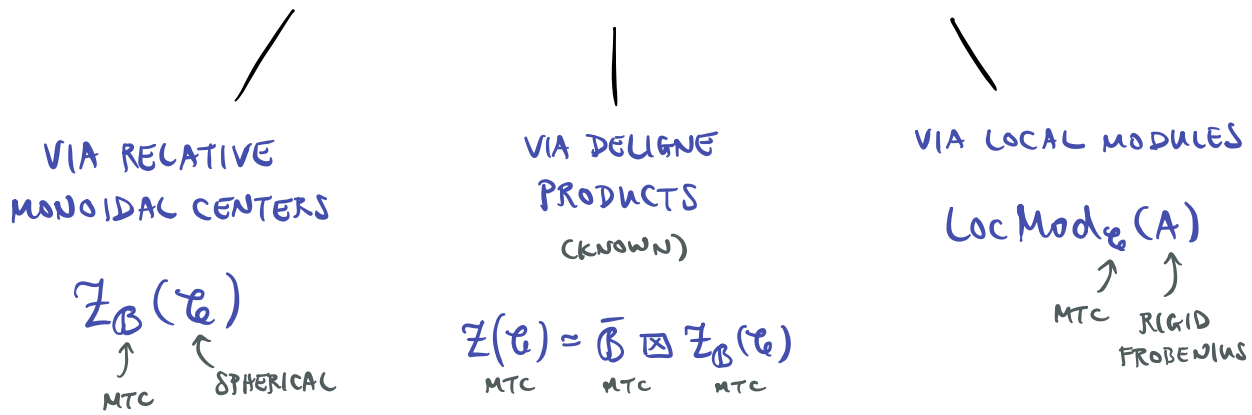 VIA RELATIVE
MONOIDAL CENTERS
Z_𝓑(𝒞)
MTC
SPHERICAL
VIA DELIGNE
PRODUCTS
(KNOWN)
Z(𝒞) ≃ 𝓑̄ ⊠ Z_𝓑(𝒞)
MTC MTC MTC
VIA LOCAL MODULES
LocMod_𝒞(A)
MTC
RIGID
FROBENIUS